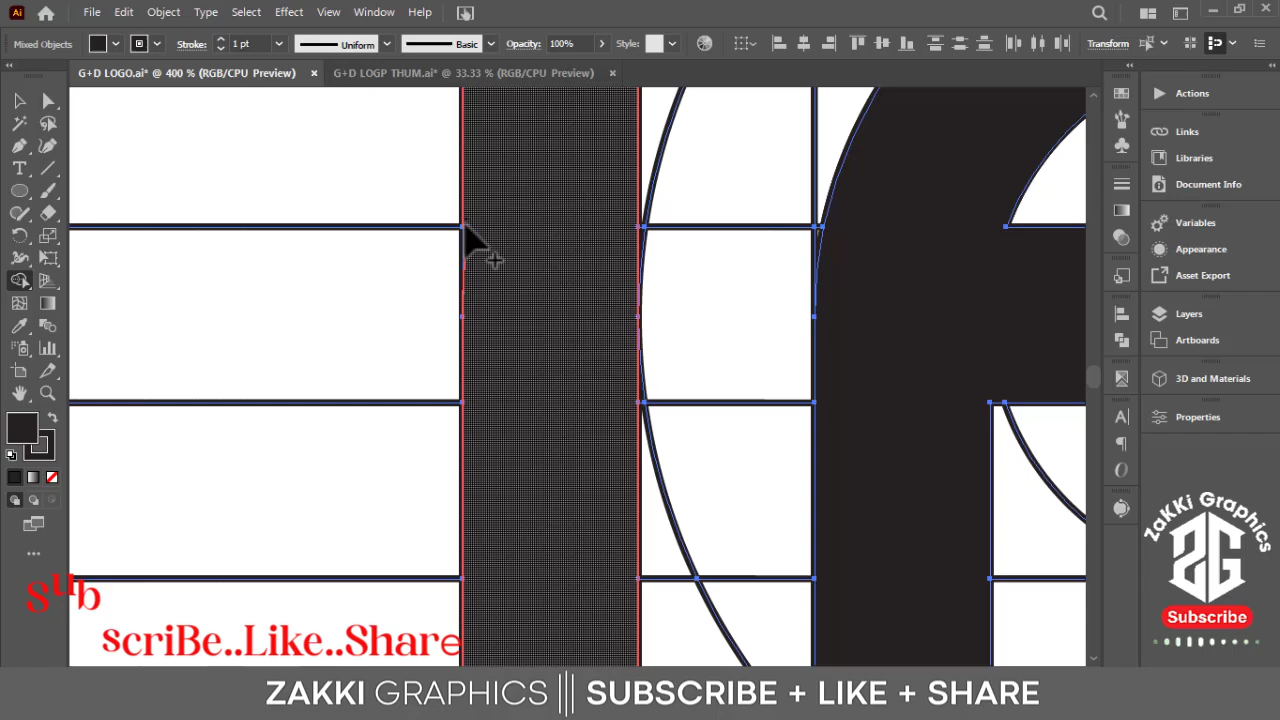 Ai File Edit Object Type Select Effect View Window Help
Mixed Objects Stroke: 1 pt Uniform Basic Opacity: 100% Style: Transform
G+D LOGO.ai* @ 400 % (RGB/CPU Preview) × G+D LOGP THUM.ai* @ 33.33 % (RGB/CPU Preview) ×
Actions
Links
Libraries
Document Info
Variables
Appearance
Asset Export
Layers
Artboards
3D and Materials
Properties
ZaKKi Graphics
ZG
Subscribe
Sub
scriBe..Like..Share
ZAKKI GRAPHICS ||| SUBSCRIBE + LIKE + SHARE